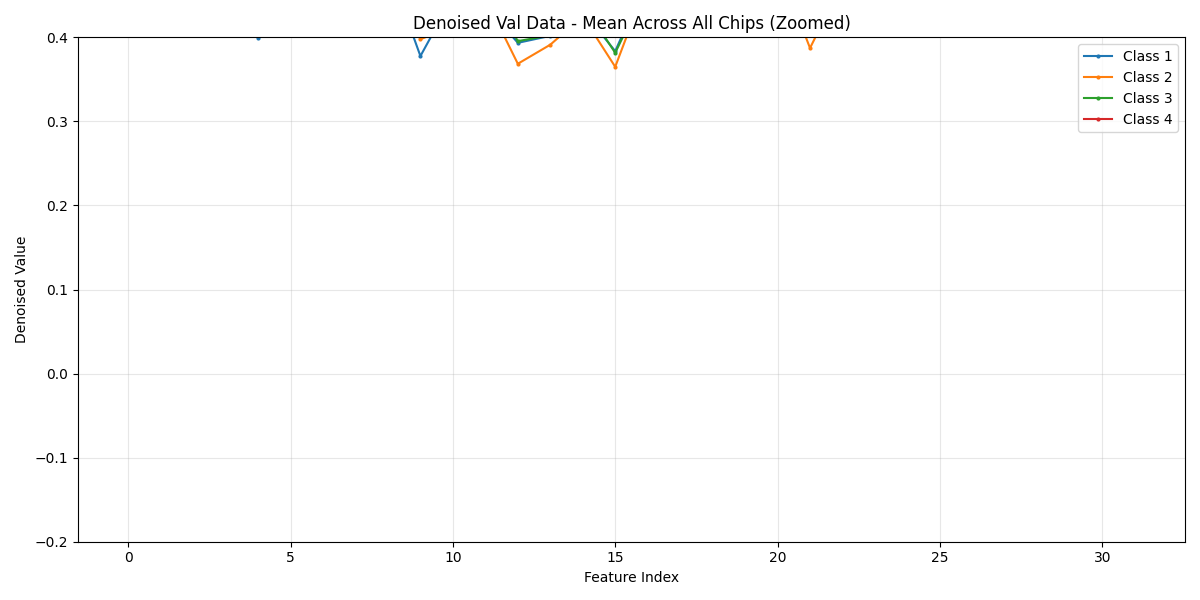 Denoised Val Data - Mean Across All Chips (Zoomed)
Class 1
Class 2
Class 3
Class 4
Denoised Value
0.4
0.3
0.2
0.1
0.0
−0.1
−0.2
0 5 10 15 20 25 30
Feature Index